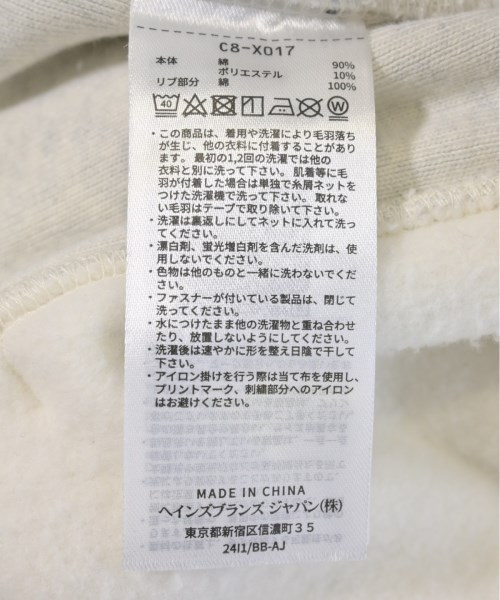 C8-X017
本体 綿 90%
ポリエステル 10%
リブ部分 綿 100%
40 W
・この商品は、着用や洗濯により毛羽落ち
が生じ、他の衣料に付着することがあり
ます。最初の1,2回の洗濯では他の
衣料と別に洗って下さい。肌着等に毛
羽が付着した場合は単独で糸屑ネットを
つけた洗濯機で洗って下さい。取れな
い毛羽はテープで取り除いて下さい。
・洗濯は裏返しにしてネットに入れて洗っ
てください。
・漂白剤、蛍光増白剤を含んだ洗剤は、使
用しないでください。
・色物は他のものと一緒に洗わないでくだ
さい。
・ファスナーが付いている製品は、閉じて
洗ってください。
・水につけたまま他の洗濯物と重ね合わせ
たり、放置しないようにしてください。
・洗濯後は速やかに形を整え日陰で干して
下さい。
・アイロン掛けを行う際は当て布を使用し、
プリントマーク、刺繍部分へのアイロン
はお避けください。
MADE IN CHINA
ヘインズブランズ ジャパン(株)
東京都新宿区信濃町35
24I1/BB-AJ